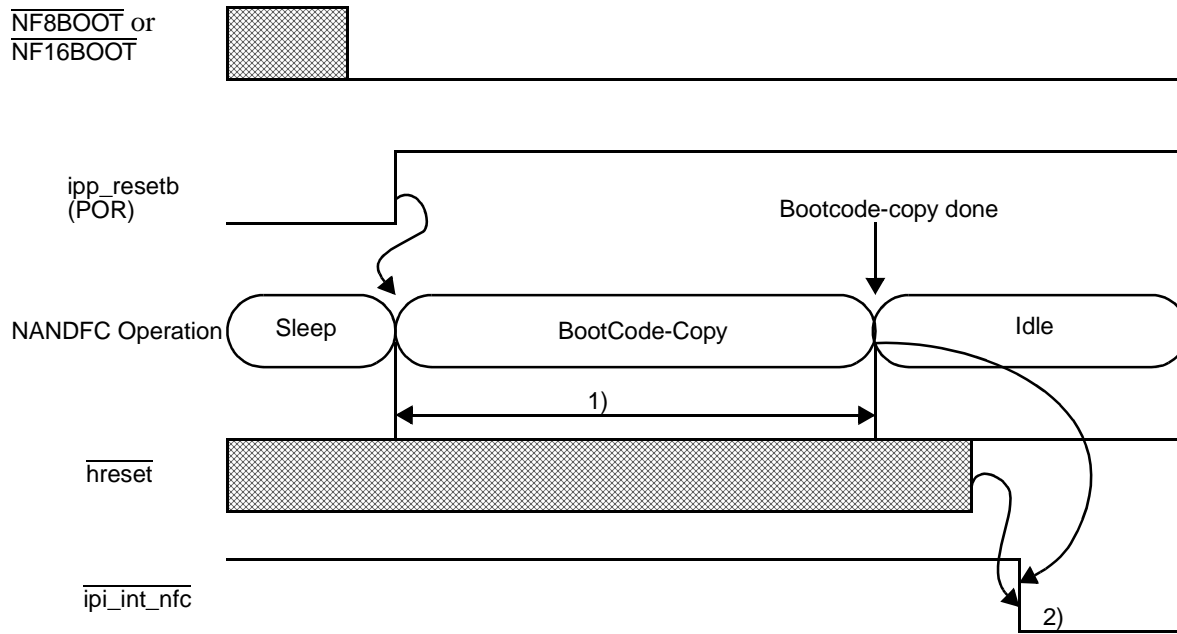 NF8BOOT or
NF16BOOT
ipp_resetb
(POR)
Bootcode-copy done
NANDFC Operation
Sleep
BootCode-Copy
Idle
1)
hreset
ipi_int_nfc
2)